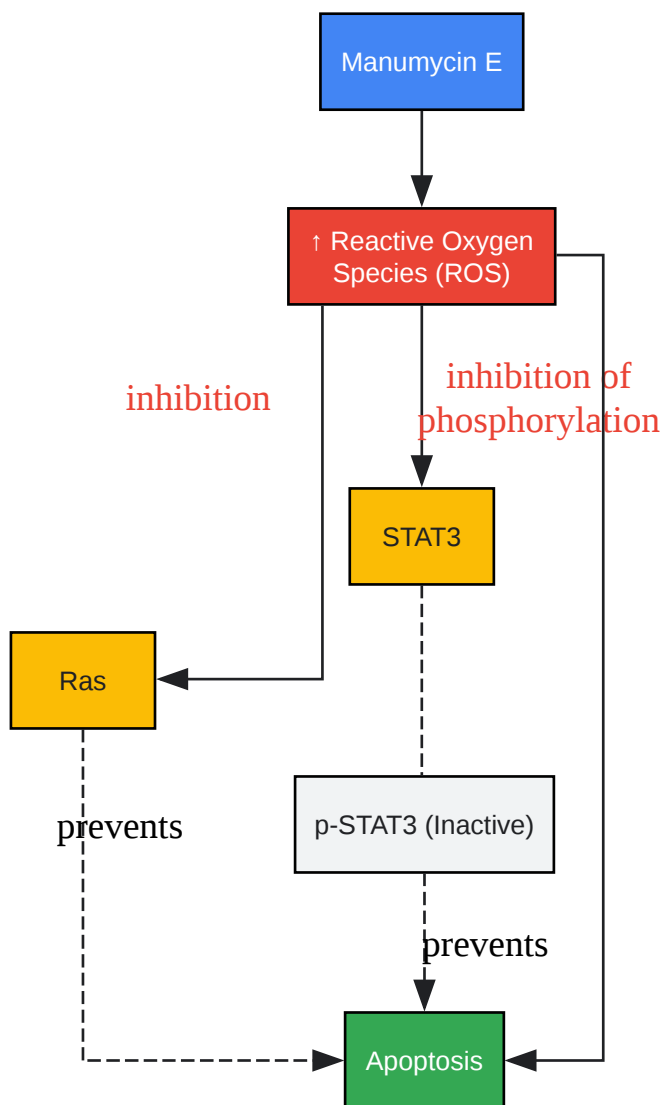 Manumycin E
↑ Reactive Oxygen
Species (ROS)
inhibition
inhibition of
phosphorylation
STAT3
Ras
prevents
p-STAT3 (Inactive)
prevents
Apoptosis